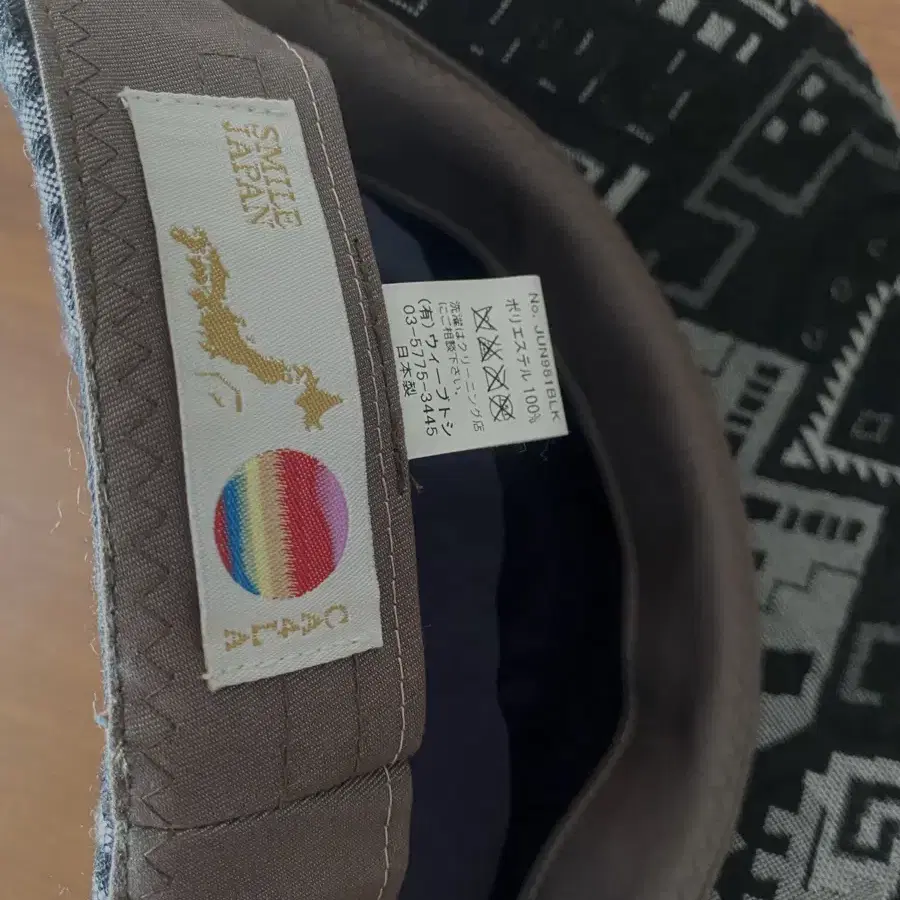 SMILE
JAPAN
CA4LA
No. JUN981BLK
ポリエステル 100%
洗濯はクリーニング店
にご相談下さい。
(有)ウィーブトシ
03-5775-3445
日本製